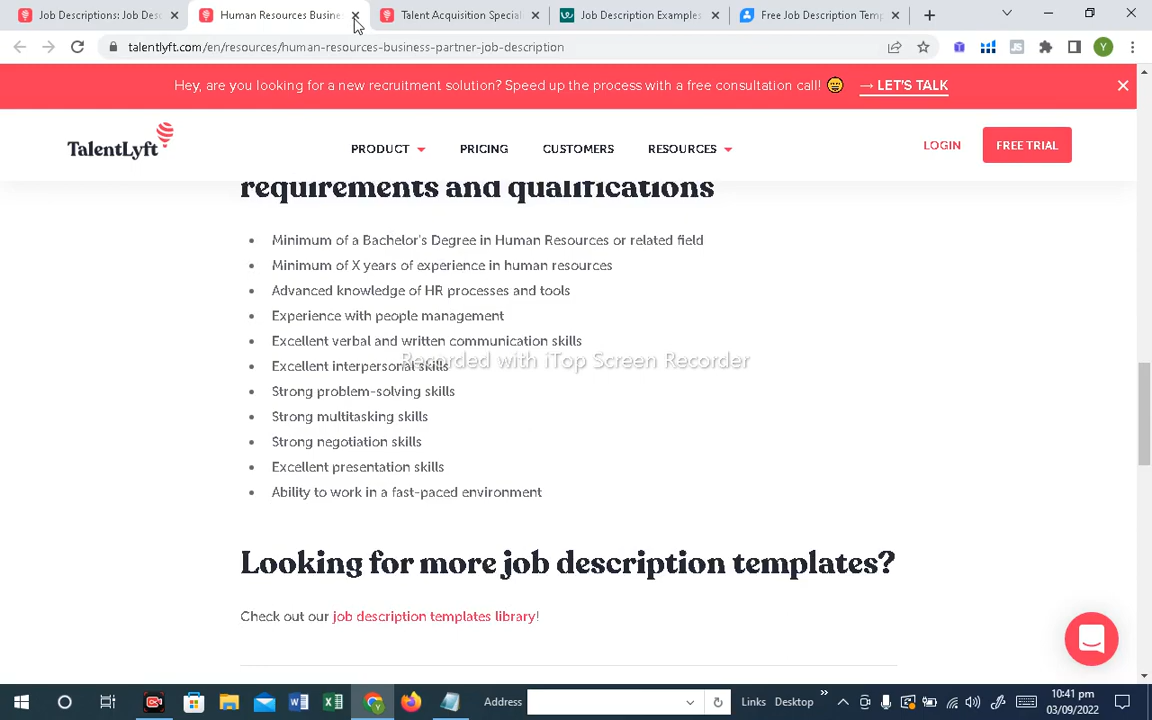 Job Descriptions: Job Des
Human Resources Busine
Talent Acquisition Special
Job Description Examples
Free Job Description Temp
talentlyft.com/en/resources/human-resources-business-partner-job-description
Y
Hey, are you looking for a new recruitment solution? Speed up the process with a free consultation call! 😁 → LET'S TALK
TalentLyft
PRODUCT
PRICING
CUSTOMERS
RESOURCES
LOGIN
FREE TRIAL
requirements and qualifications
• Minimum of a Bachelor's Degree in Human Resources or related field
• Minimum of X years of experience in human resources
• Advanced knowledge of HR processes and tools
• Experience with people management
• Excellent verbal and written communication skills
Recorded with iTop Screen Recorder
• Excellent interpersonal skills
• Strong problem-solving skills
• Strong multitasking skills
• Strong negotiation skills
• Excellent presentation skills
• Ability to work in a fast-paced environment
Looking for more job description templates?
Check out our job description templates library!
Address
Links
Desktop
10:41 pm
03/09/2022